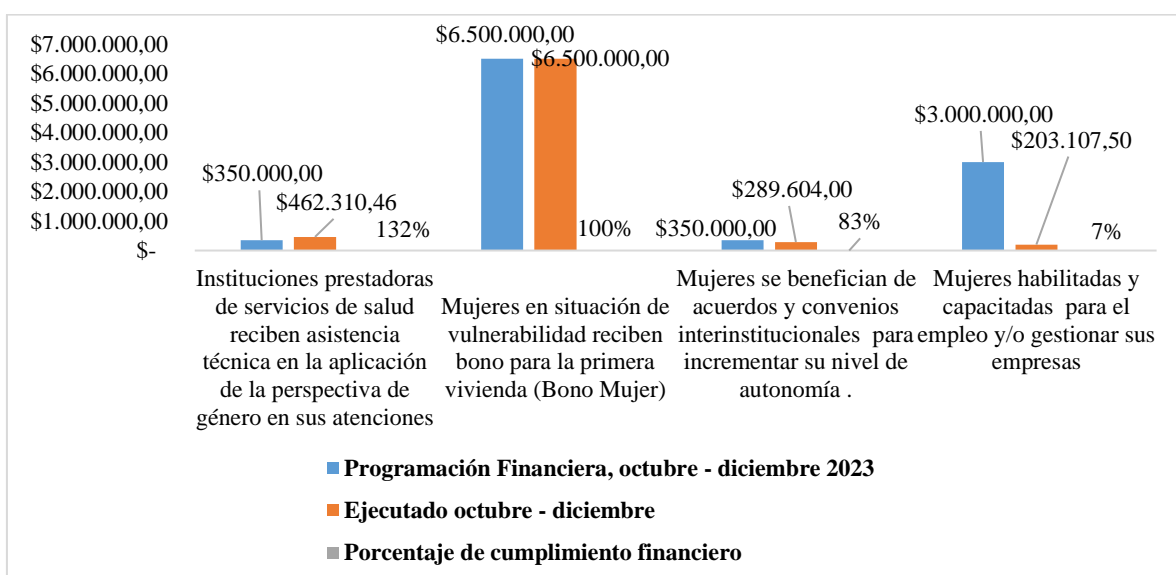 $7.000.000,00
$6.000.000,00
$5.000.000,00
$4.000.000,00
$3.000.000,00
$2.000.000,00
$1.000.000,00
$-
$350.000,00
$462.310,46
132%
$6.500.000,00
$6.500.000,00
100%
$350.000,00
$289.604,00
83%
$3.000.000,00
$203.107,50
7%
Instituciones prestadoras
de servicios de salud
reciben asistencia
técnica en la aplicación
de la perspectiva de
género en sus atenciones
Mujeres en situación de
vulnerabilidad reciben
bono para la primera
vivienda (Bono Mujer)
Mujeres se benefician de
acuerdos y convenios
interinstitucionales para
incrementar su nivel de
autonomía .
Mujeres habilitadas y
capacitadas para el
empleo y/o gestionar sus
empresas
Programación Financiera, octubre - diciembre 2023
Ejecutado octubre - diciembre
Porcentaje de cumplimiento financiero